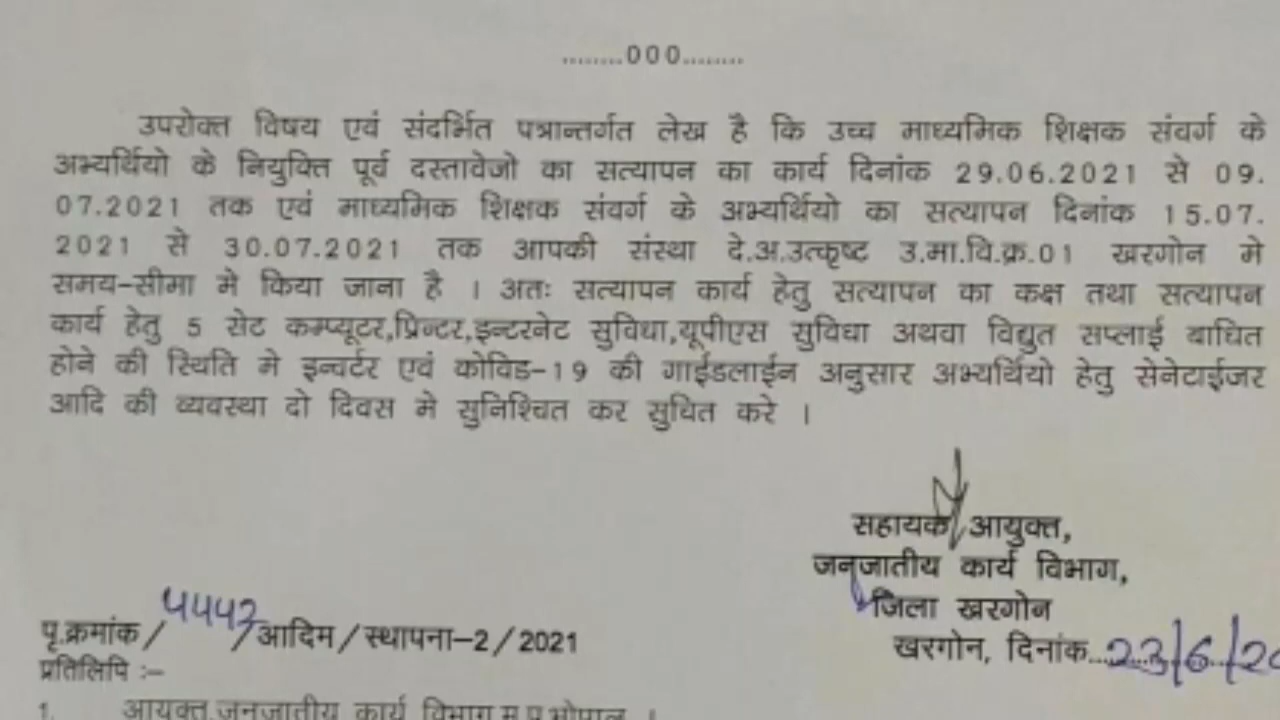 ........000........
उपरोक्त विषय एवं संदर्भित पत्रान्तर्गत लेख है कि उच्च माध्यमिक शिक्षक संवर्ग के
अभ्यर्थियो के नियुक्ति पूर्व दस्तावेजो का सत्यापन का कार्य दिनांक 29.06.2021 से 09.
07.2021 तक एवं माध्यमिक शिक्षक संवर्ग के अभ्यर्थियो का सत्यापन दिनांक 15.07.
2021 से 30.07.2021 तक आपकी संस्था दे.अ.उत्कृष्ट उ.मा.वि.क्र.01 खरगोन मे
समय-सीमा मे किया जाना है । अतः सत्यापन कार्य हेतु सत्यापन का कक्ष तथा सत्यापन
कार्य हेतु 5 सेट कम्प्यूटर,प्रिन्टर,इन्टरनेट सुविधा,यूपीएस सुविधा अथवा विद्युत सप्लाई बाधित
होने की स्थिति मे इन्वर्टर एवं कोविड-19 की गाईडलाईन अनुसार अभ्यर्थियो हेतु सेनेटाईजर
आदि की व्यवस्था दो दिवस मे सुनिश्चित कर सुचित करे ।
सहायक आयुक्त,
जनजातीय कार्य विभाग,
जिला खरगोन
खरगोन, दिनांक....23/6/20
पृ.क्रमांक/ /आदिम/स्थापना-2/2021
प्रतिलिपि :-
1. आयुक्त,जनजातीय कार्य विभाग,म.प्र.भोपाल ।